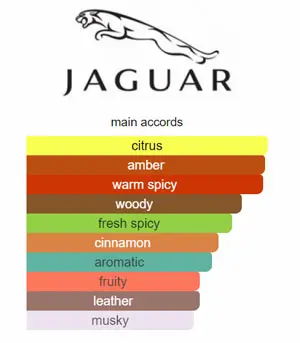 JAGUAR
main accords
citrus
amber
warm spicy
woody
fresh spicy
cinnamon
aromatic
fruity
leather
musky